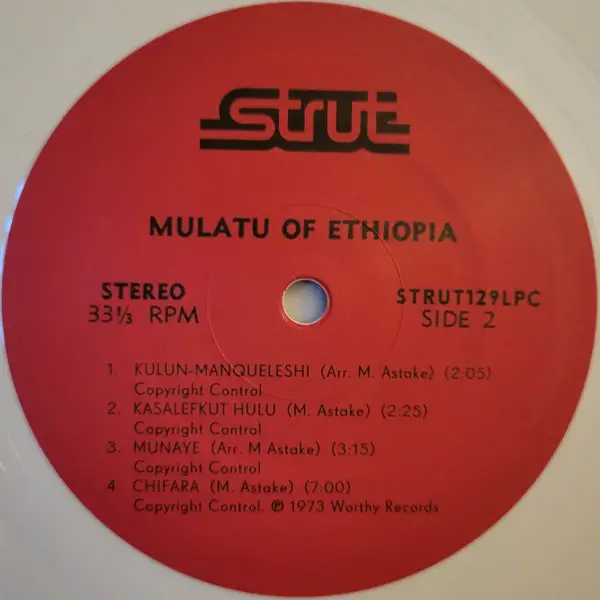 strut
MULATU OF ETHIOPIA
STEREO
33⅓ RPM
STRUT129LPC
SIDE 2
1. KULUN-MANQUELESHI (Arr. M. Astake) (2:05)
Copyright Control
2. KASALEFKUT HULU (M. Astake) (2:25)
Copyright Control
3. MUNAYE (Arr. M Astake) (3:15)
Copyright Control
4. CHIFARA (M. Astake) (7:00)
Copyright Control. ℗ 1973 Worthy Records